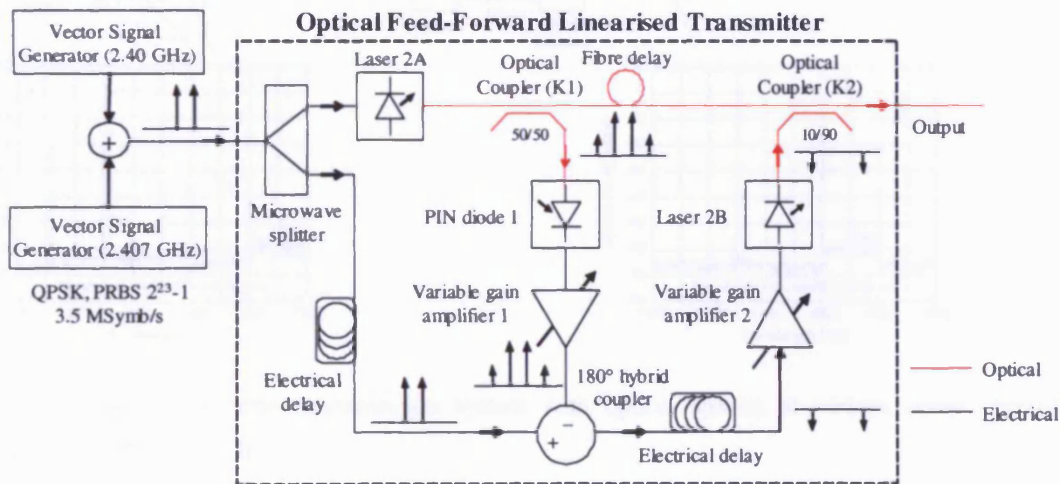 Optical Feed-Forward Linearised Transmitter
Vector Signal
Generator (2.40 GHz)
+
Vector Signal
Generator (2.407 GHz)
QPSK, PRBS 2²³-1
3.5 MSymb/s
Microwave
splitter
Laser 2A
Optical
Coupler (K1)
50/50
Fibre delay
Optical
Coupler (K2)
10/90
Output
PIN diode 1
Laser 2B
Variable gain
amplifier 1
Variable gain
amplifier 2
Electrical
delay
180° hybrid
coupler
+
-
Electrical delay
Optical
Electrical